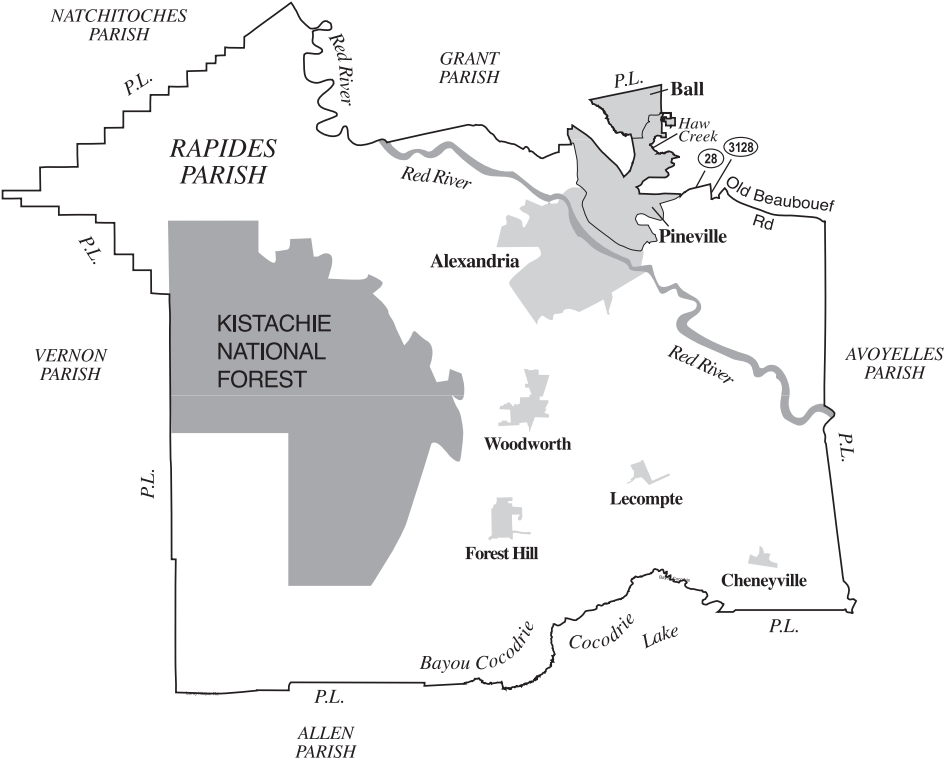 NATCHITOCHES
PARISH
P.L.
Red River
GRANT
PARISH
P.L.
Ball
Haw
Creek
28
3128
RAPIDES
PARISH
Red River
Old Beaubouef
Rd
Pineville
P.L.
Alexandria
KISTACHIE
NATIONAL
FOREST
VERNON
PARISH
Red River
AVOYELLES
PARISH
Woodworth
P.L.
P.L.
Lecompte
Forest Hill
Cheneyville
P.L.
Bayou Cocodrie
Cocodrie
Lake
P.L.
ALLEN
PARISH